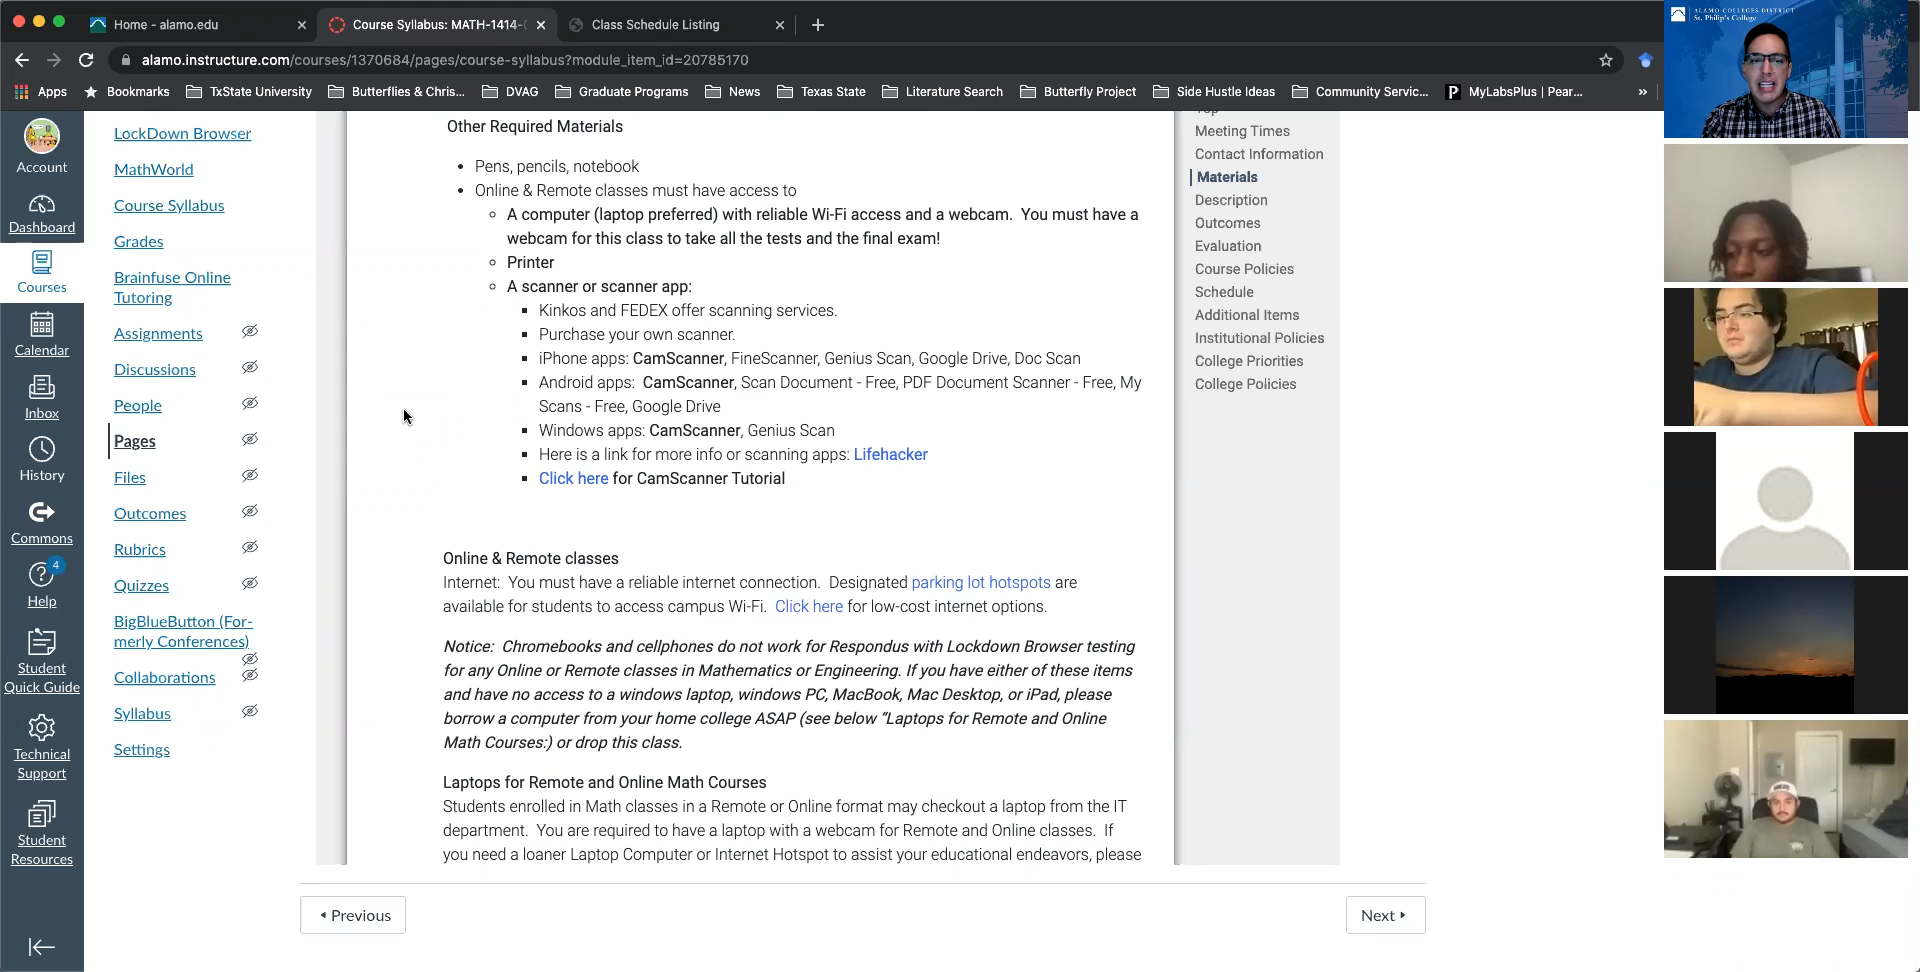 Home - alamo.edu
Course Syllabus: MATH-1414-
Class Schedule Listing
alamo.instructure.com/courses/1370684/pages/course-syllabus?module_item_id=20785170
Apps
Bookmarks
TxState University
Butterflies & Chris...
DVAG
Graduate Programs
News
Texas State
Literature Search
Butterfly Project
Side Hustle Ideas
Community Servic...
MyLabsPlus | Pear...
»
ALAMO COLLEGES DISTRICT
St. Philip's College
Account
Dashboard
Courses
Calendar
Inbox
History
Commons
4
Help
Student
Quick Guide
Technical
Support
Student
Resources
LockDown Browser
MathWorld
Course Syllabus
Grades
Brainfuse Online
Tutoring
Assignments
Discussions
People
Pages
Files
Outcomes
Rubrics
Quizzes
BigBlueButton (For-
merly Conferences)
Collaborations
Syllabus
Settings
Other Required Materials
• Pens, pencils, notebook
• Online & Remote classes must have access to
◦ A computer (laptop preferred) with reliable Wi-Fi access and a webcam. You must have a
webcam for this class to take all the tests and the final exam!
◦ Printer
◦ A scanner or scanner app:
▪ Kinkos and FEDEX offer scanning services.
▪ Purchase your own scanner.
▪ iPhone apps: CamScanner, FineScanner, Genius Scan, Google Drive, Doc Scan
▪ Android apps: CamScanner, Scan Document - Free, PDF Document Scanner - Free, My
Scans - Free, Google Drive
▪ Windows apps: CamScanner, Genius Scan
▪ Here is a link for more info or scanning apps: Lifehacker
▪ Click here for CamScanner Tutorial
Online & Remote classes
Internet: You must have a reliable internet connection. Designated parking lot hotspots are
available for students to access campus Wi-Fi. Click here for low-cost internet options.
Notice: Chromebooks and cellphones do not work for Respondus with Lockdown Browser testing
for any Online or Remote classes in Mathematics or Engineering. If you have either of these items
and have no access to a windows laptop, windows PC, MacBook, Mac Desktop, or iPad, please
borrow a computer from your home college ASAP (see below “Laptops for Remote and Online
Math Courses:) or drop this class.
Laptops for Remote and Online Math Courses
Students enrolled in Math classes in a Remote or Online format may checkout a laptop from the IT
department. You are required to have a laptop with a webcam for Remote and Online classes. If
you need a loaner Laptop Computer or Internet Hotspot to assist your educational endeavors, please
Top
Meeting Times
Contact Information
Materials
Description
Outcomes
Evaluation
Course Policies
Schedule
Additional Items
Institutional Policies
College Priorities
College Policies
Previous
Next